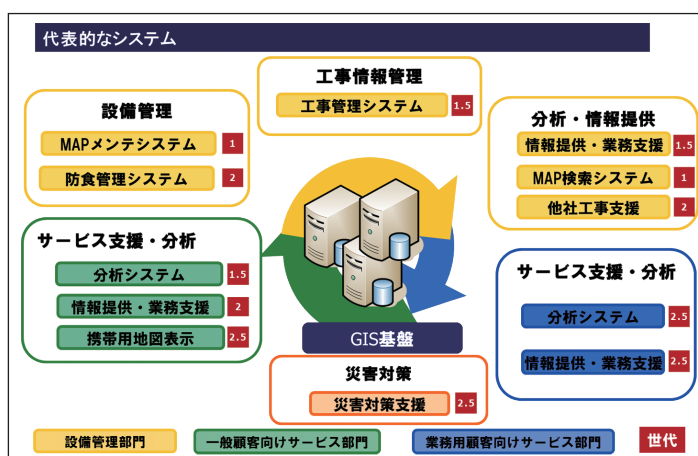 代表的なシステム
工事情報管理
工事管理システム 1.5
設備管理
MAPメンテシステム 1
防食管理システム 2
分析・情報提供
情報提供・業務支援 1.5
MAP検索システム 1
他社工事支援 2
サービス支援・分析
分析システム 1.5
情報提供・業務支援 2
携帯用地図表示 2.5
サービス支援・分析
分析システム 2.5
情報提供・業務支援 2.5
GIS基盤
災害対策
災害対策支援 2.5
設備管理部門
一般顧客向けサービス部門
業務用顧客向けサービス部門
世代